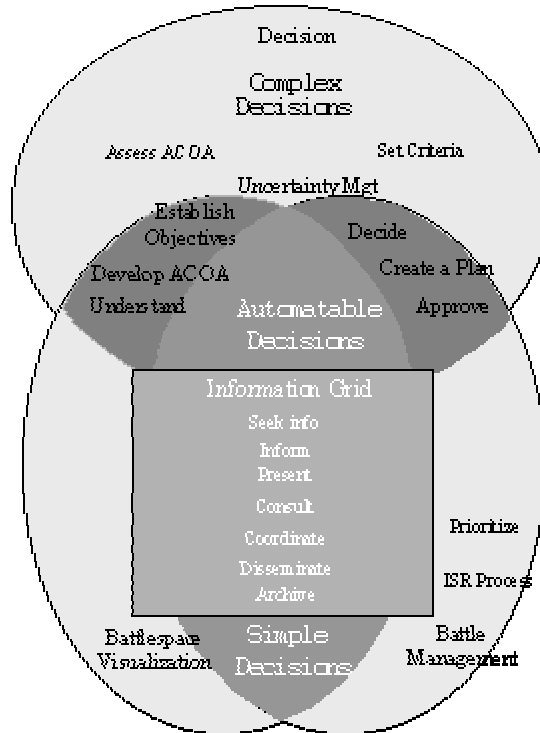 Decision
Complex
Decisions
Assess ACOA
Set Criteria
Uncertainty Mgt
Establish
Objectives
Decide
Develop ACOA
Create a Plan
Understand
Approve
Automatable
Decisions
Information Grid
Seek info
Inform
Present
Consult
Coordinate
Disseminate
Archive
Prioritize
ISR Process
Battlespace
Visualization
Simple
Decisions
Battle
Management